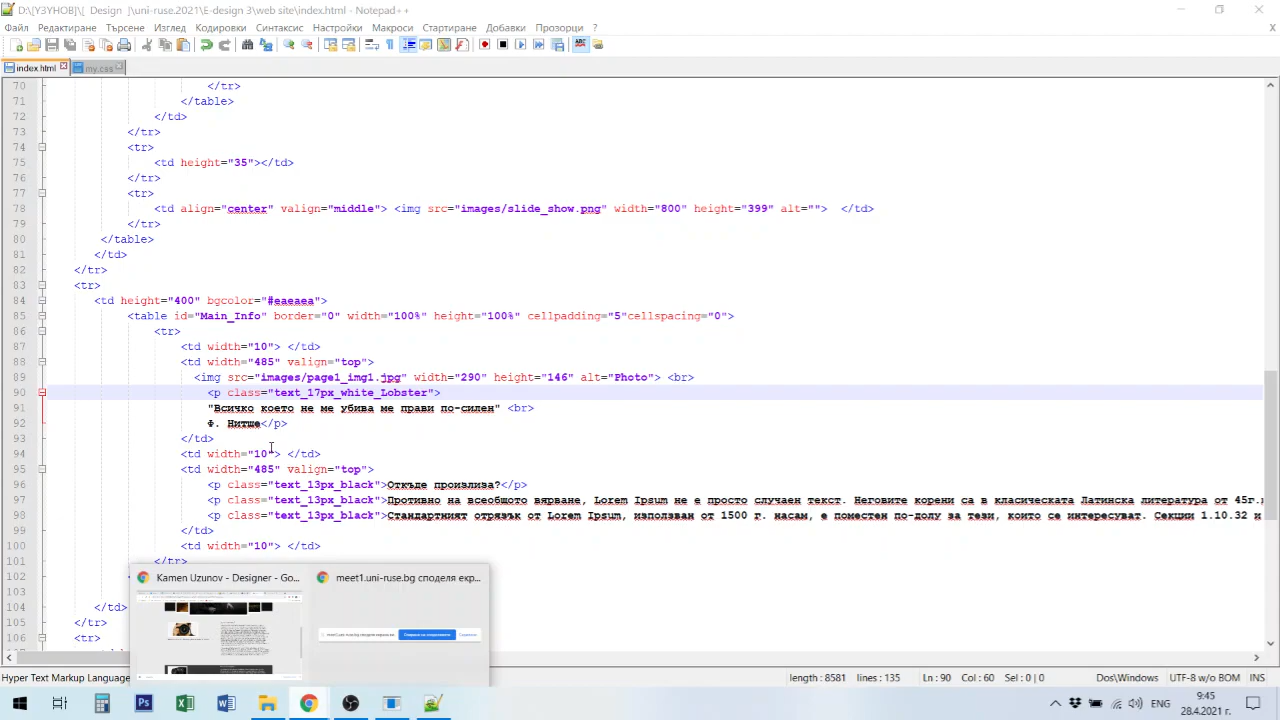 D:\[УЗУНОВ]\[_Design_]\uni-ruse.2021\E-design 3\web site\index.html - Notepad++
Файл Редактиране Търсене Изглед Кодировки Синтаксис Настройки Макроси Стартиране Добавки Прозорци ? X
index.html my.css
70 </tr>
71 </table>
72 </td>
73 </tr>
74 <tr>
75 <td height="35"></td>
76 </tr>
77 <tr>
78 <td align="center" valign="middle"> <img src="images/slide_show.png" width="800" height="399" alt=""> </td>
79 </tr>
80 </table>
81 </td>
82 </tr>
83 <tr>
84 <td height="400" bgcolor="#eaeaea">
85 <table id="Main_Info" border="0" width="100%" height="100%" cellpadding="5"cellspacing="0">
86 <tr>
87 <td width="10"> </td>
88 <td width="485" valign="top">
89 <img src="images/page1_img1.jpg" width="290" height="146" alt="Photo"> <br>
90 <p class="text_17px_white_Lobster">
91 "Всичко което не ме убива ме прави по-силен" <br>
92 Ф. Нитше</p>
93 </td>
94 <td width="10"> </td>
95 <td width="485" valign="top">
96 <p class="text_13px_black">Откъде произлиза?</p>
97 <p class="text_13px_black">Противно на всеобщото вярване, Lorem Ipsum не е просто случаен текст. Неговите корени са в класическата Латинска литература от 45г.
98 <p class="text_13px_black">Стандартният отрязък от Lorem Ipsum, използван от 1500 г. насам, е поместен по-долу за тези, които се интересуват. Секции 1.10.32 и
99 </td>
100 <td width="10"> </td>
101 </tr>
102
103
104 </td>
105 </tr>
106 <tr>
Kamen Uzunov - Designer - Go... meet1.uni-ruse.bg споделя екр...
Hyper Text Markup Language length : 8581 lines : 135 Ln : 90 Col : 60 Sel : 0 | 0 Dos\Windows UTF-8 w/o BOM INS
ENG 9:45
28.4.2021 г.